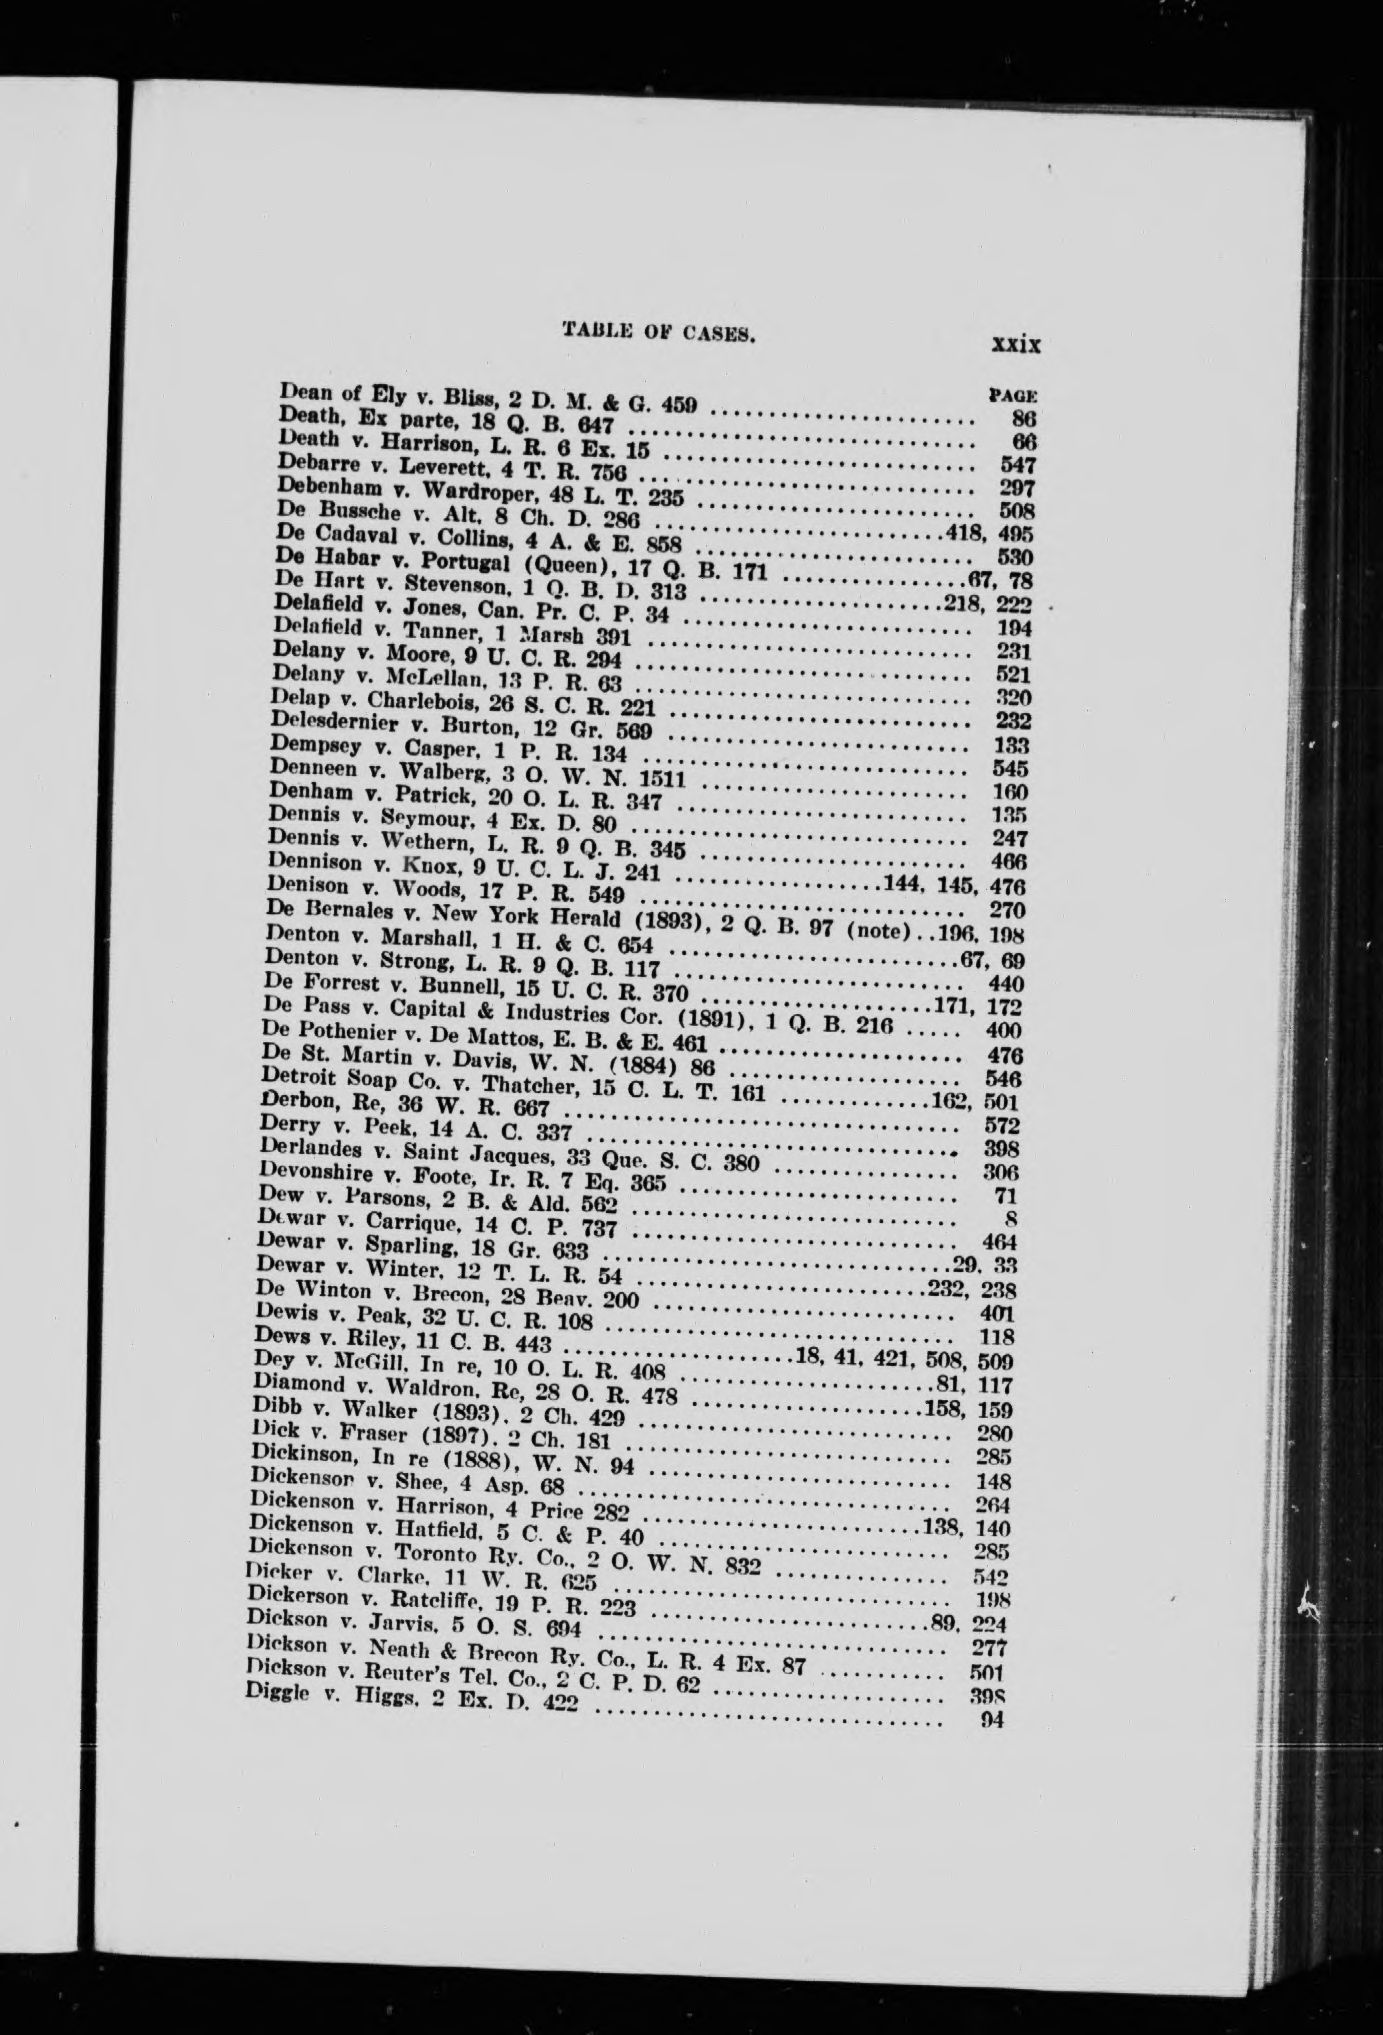 TABLE OF CASES. xxix
PAGE
Dean of Ely v. Bliss, 2 D. M. & G. 459 ........................ 86
Death, Ex parte, 18 Q. B. 647 .............................. 66
Death v. Harrison, L. R. 6 Ex. 15 ........................... 547
Debarre v. Leverett, 4 T. R. 756 ............................ 297
Debenham v. Wardroper, 48 L. T. 235 ........................ 508
De Bussche v. Alt, 8 Ch. D. 286 .........................418, 495
De Cadaval v. Collins, 4 A. & E. 858 ........................ 530
De Habar v. Portugal (Queen), 17 Q. B. 171 ................67, 78
De Hart v. Stevenson, 1 Q. B. D. 313 .....................218, 222
Delafield v. Jones, Can. Pr. C. P. 34 ......................... 194
Delafield v. Tanner, 1 Marsh 391 ............................ 231
Delany v. Moore, 9 U. C. R. 294 ............................. 521
Delany v. McLellan, 13 P. R. 63 ............................. 320
Delap v. Charlebois, 26 S. C. R. 221 .......................... 232
Delesdernier v. Burton, 12 Gr. 569 .......................... 133
Dempsey v. Casper, 1 P. R. 134 ............................ 545
Denneen v. Walberg, 3 O. W. N. 1511 ....................... 160
Denham v. Patrick, 20 O. L. R. 347 ......................... 135
Dennis v. Seymour, 4 Ex. D. 80 ............................. 247
Dennis v. Wethern, L. R. 9 Q. B. 345 ....................... 466
Dennison v. Knox, 9 U. C. L. J. 241 ..................144, 145, 476
Denison v. Woods, 17 P. R. 549 ............................ 270
De Bernales v. New York Herald (1893), 2 Q. B. 97 (note)..196, 198
Denton v. Marshall, 1 H. & C. 654 .........................67, 69
Denton v. Strong, L. R. 9 Q. B. 117 ......................... 440
De Forrest v. Bunnell, 15 U. C. R. 370 ....................171, 172
De Pass v. Capital & Industries Cor. (1891), 1 Q. B. 216 ..... 400
De Pothenier v. De Mattos, E. B. & E. 461 ..................... 476
De St. Martin v. Davis, W. N. (1884) 86 .................... 546
Detroit Soap Co. v. Thatcher, 15 C. L. T. 161 .............162, 501
Derbon, Re, 36 W. R. 667 .................................. 572
Derry v. Peek, 14 A. C. 337 ................................ 398
Derlandes v. Saint Jacques, 33 Que. S. C. 380 ................ 306
Devonshire v. Foote, Ir. R. 7 Eq. 365 ........................ 71
Dew v. Parsons, 2 B. & Ald. 562 ............................ 8
Dewar v. Carrique, 14 C. P. 737 ............................ 464
Dewar v. Sparling, 18 Gr. 633 ..............................29, 33
Dewar v. Winter, 12 T. L. R. 54 .........................232, 238
De Winton v. Brecon, 28 Beav. 200 .......................... 401
Dewis v. Peak, 32 U. C. R. 108 .............................. 118
Dews v. Riley, 11 C. B. 443 ....................18, 41, 421, 508, 509
Dey v. McGill, In re, 10 O. L. R. 408 ......................81, 117
Diamond v. Waldron, Re, 28 O. R. 478 ....................158, 159
Dibb v. Walker (1893), 2 Ch. 429 ........................... 280
Dick v. Fraser (1897), 2 Ch. 181 ............................ 285
Dickinson, In re (1888), W. N. 94 .......................... 148
Dickenson v. Shee, 4 Asp. 68 ................................ 264
Dickenson v. Harrison, 4 Price 282 ........................138, 140
Dickenson v. Hatfield, 5 C. & P. 40 ......................... 285
Dickenson v. Toronto Ry. Co., 2 O. W. N. 832 ............... 542
Dicker v. Clarke, 11 W. R. 625 ............................. 198
Dickerson v. Ratcliffe, 19 P. R. 223 ........................89, 224
Dickson v. Jarvis, 5 O. S. 694 .............................. 277
Dickson v. Neath & Brecon Ry. Co., L. R. 4 Ex. 87 ........... 501
Dickson v. Reuter's Tel. Co., 2 C. P. D. 62 .................... 398
Diggle v. Higgs, 2 Ex. D. 422 .............................. 94